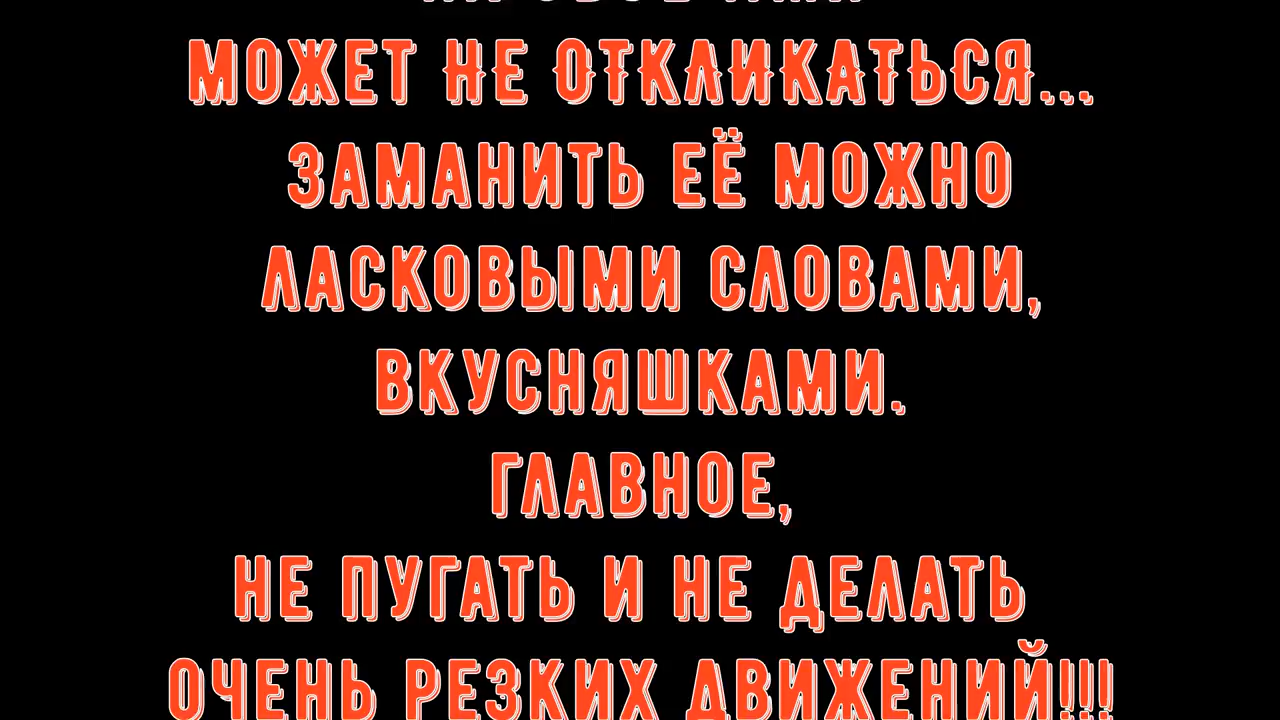 МОЖЕТ НЕ ОТКЛИКАТЬСЯ...
ЗАМАНИТЬ ЕЁ МОЖНО
ЛАСКОВЫМИ СЛОВАМИ,
ВКУСНЯШКАМИ.
ГЛАВНОЕ,
НЕ ПУГАТЬ И НЕ ДЕЛАТЬ
ОЧЕНЬ РЕЗКИХ ДВИЖЕНИЙ!!!